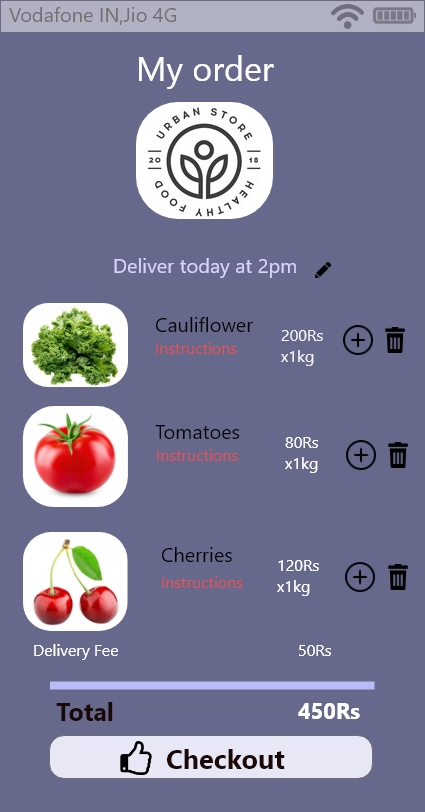 Vodafone IN,Jio 4G
My order
URBAN STORE
20 18
HEALTHY FOOD
Deliver today at 2pm
Cauliflower
Instructions
200Rs
x1kg
Tomatoes
Instructions
80Rs
x1kg
Cherries
Instructions
120Rs
x1kg
Delivery Fee 50Rs
Total 450Rs
Checkout